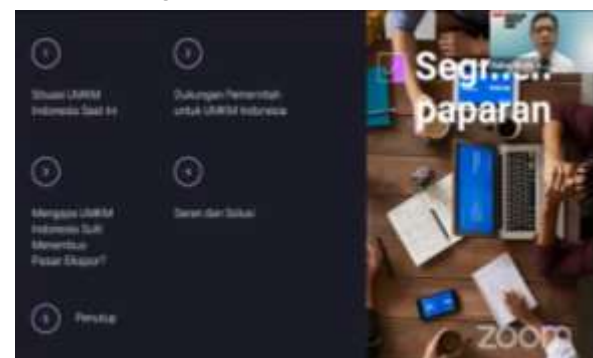 Segmen
paparan
1
Situasi UMKM
Indonesia Saat Ini
2
Dukungan Pemerintah
untuk UMKM Indonesia
3
Mengapa UMKM
Indonesia Sulit
Menembus
Pasar Ekspor?
4
Saran dan Solusi
5
Penutup
zoom